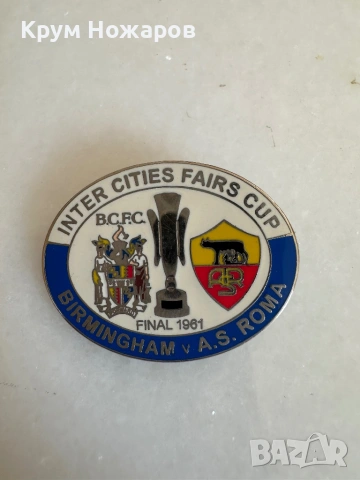 Крум Ножаров
INTER CITIES FAIRS CUP
B.C.F.C.
FINAL 1961
BIRMINGHAM v A.S. ROMA
BAZAR